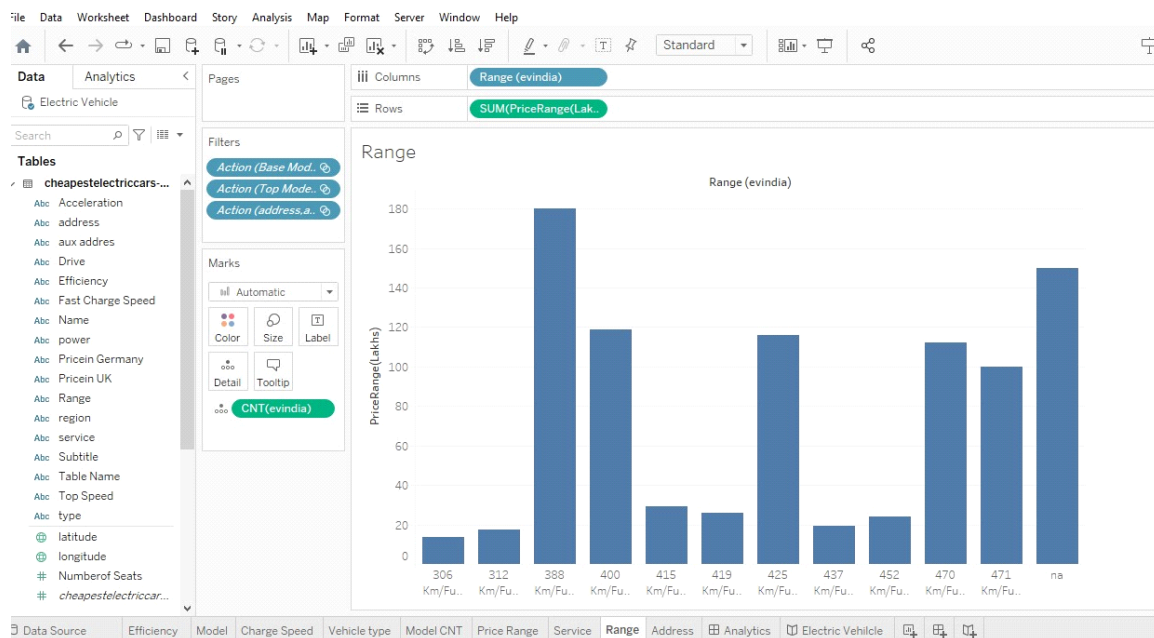 File Data Worksheet Dashboard Story Analysis Map Format Server Window Help
Standard
Data Analytics
Electric Vehicle
Search
Tables
cheapestelectriccars-...
Abc Acceleration
Abc address
Abc aux addres
Abc Drive
Abc Efficiency
Abc Fast Charge Speed
Abc Name
Abc power
Abc Pricein Germany
Abc Pricein UK
Abc Range
Abc region
Abc service
Abc Subtitle
Abc Table Name
Abc Top Speed
Abc type
latitude
longitude
# Numberof Seats
# cheapestelectriccar...
Pages
Filters
Action (Base Mod..
Action (Top Mode..
Action (address,a..
Marks
Automatic
Color Size Label
Detail Tooltip
CNT(evindia)
Columns Range (evindia)
Rows SUM(PriceRange(Lak..
Range
Range (evindia)
PriceRange(Lakhs)
180
160
140
120
100
80
60
40
20
0
306 312 388 400 415 419 425 437 452 470 471 na
Km/Fu.. Km/Fu.. Km/Fu.. Km/Fu.. Km/Fu.. Km/Fu.. Km/Fu.. Km/Fu.. Km/Fu.. Km/Fu.. Km/Fu..
Data Source Efficiency Model Charge Speed Vehicle type Model CNT Price Range Service Range Address Analytics Electric Vehilcle